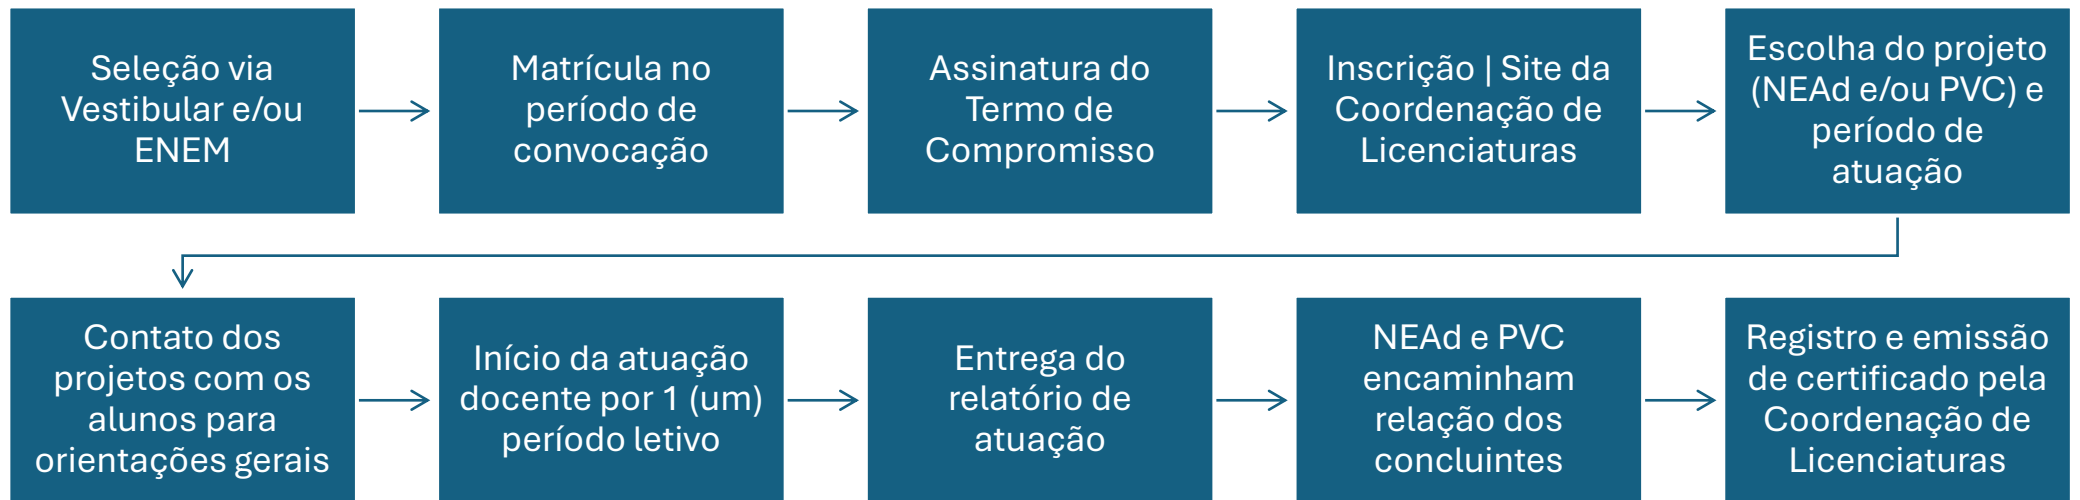 Seleção via
Vestibular e/ou
ENEM
Matrícula no
período de
convocação
Assinatura do
Termo de
Compromisso
Inscrição | Site da
Coordenação de
Licenciaturas
Escolha do projeto
(NEAd e/ou PVC) e
período de
atuação
Contato dos
projetos com os
alunos para
orientações gerais
Início da atuação
docente por 1 (um)
período letivo
Entrega do
relatório de
atuação
NEAd e PVC
encaminham
relação dos
concluintes
Registro e emissão
de certificado pela
Coordenação de
Licenciaturas